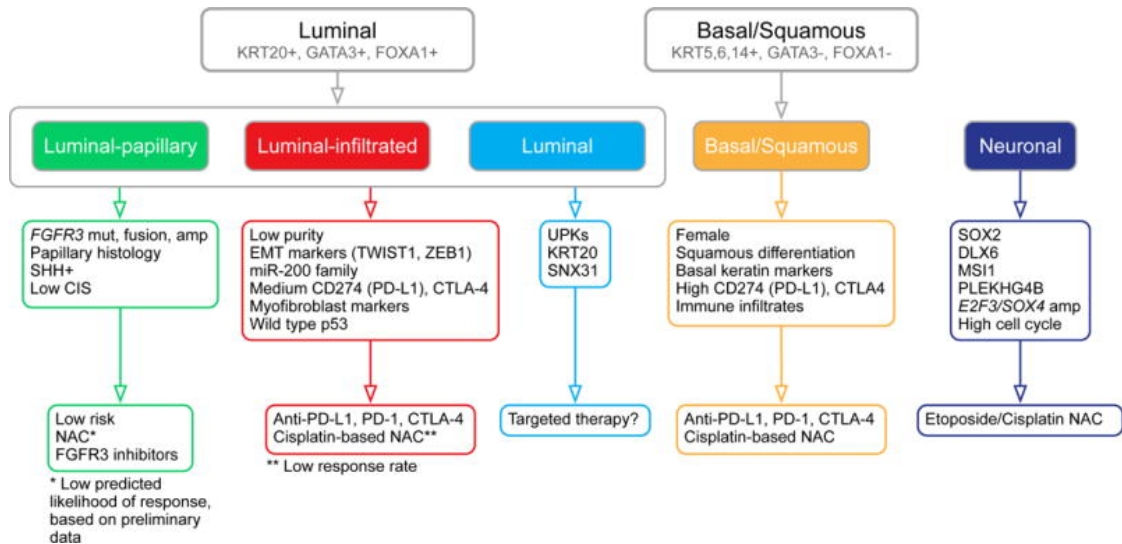 Luminal
KRT20+, GATA3+, FOXA1+
Basal/Squamous
KRT5,6,14+, GATA3-, FOXA1-
Luminal-papillary
Luminal-infiltrated
Luminal
Basal/Squamous
Neuronal
FGFR3 mut, fusion, amp
Papillary histology
SHH+
Low CIS
Low purity
EMT markers (TWIST1, ZEB1)
miR-200 family
Medium CD274 (PD-L1), CTLA-4
Myofibroblast markers
Wild type p53
UPKs
KRT20
SNX31
Female
Squamous differentiation
Basal keratin markers
High CD274 (PD-L1), CTLA4
Immune infiltrates
SOX2
DLX6
MSI1
PLEKHG4B
E2F3/SOX4 amp
High cell cycle
Low risk
NAC*
FGFR3 inhibitors
* Low predicted
likelihood of response,
based on preliminary
data
Anti-PD-L1, PD-1, CTLA-4
Cisplatin-based NAC**
** Low response rate
Targeted therapy?
Anti-PD-L1, PD-1, CTLA-4
Cisplatin-based NAC
Etoposide/Cisplatin NAC